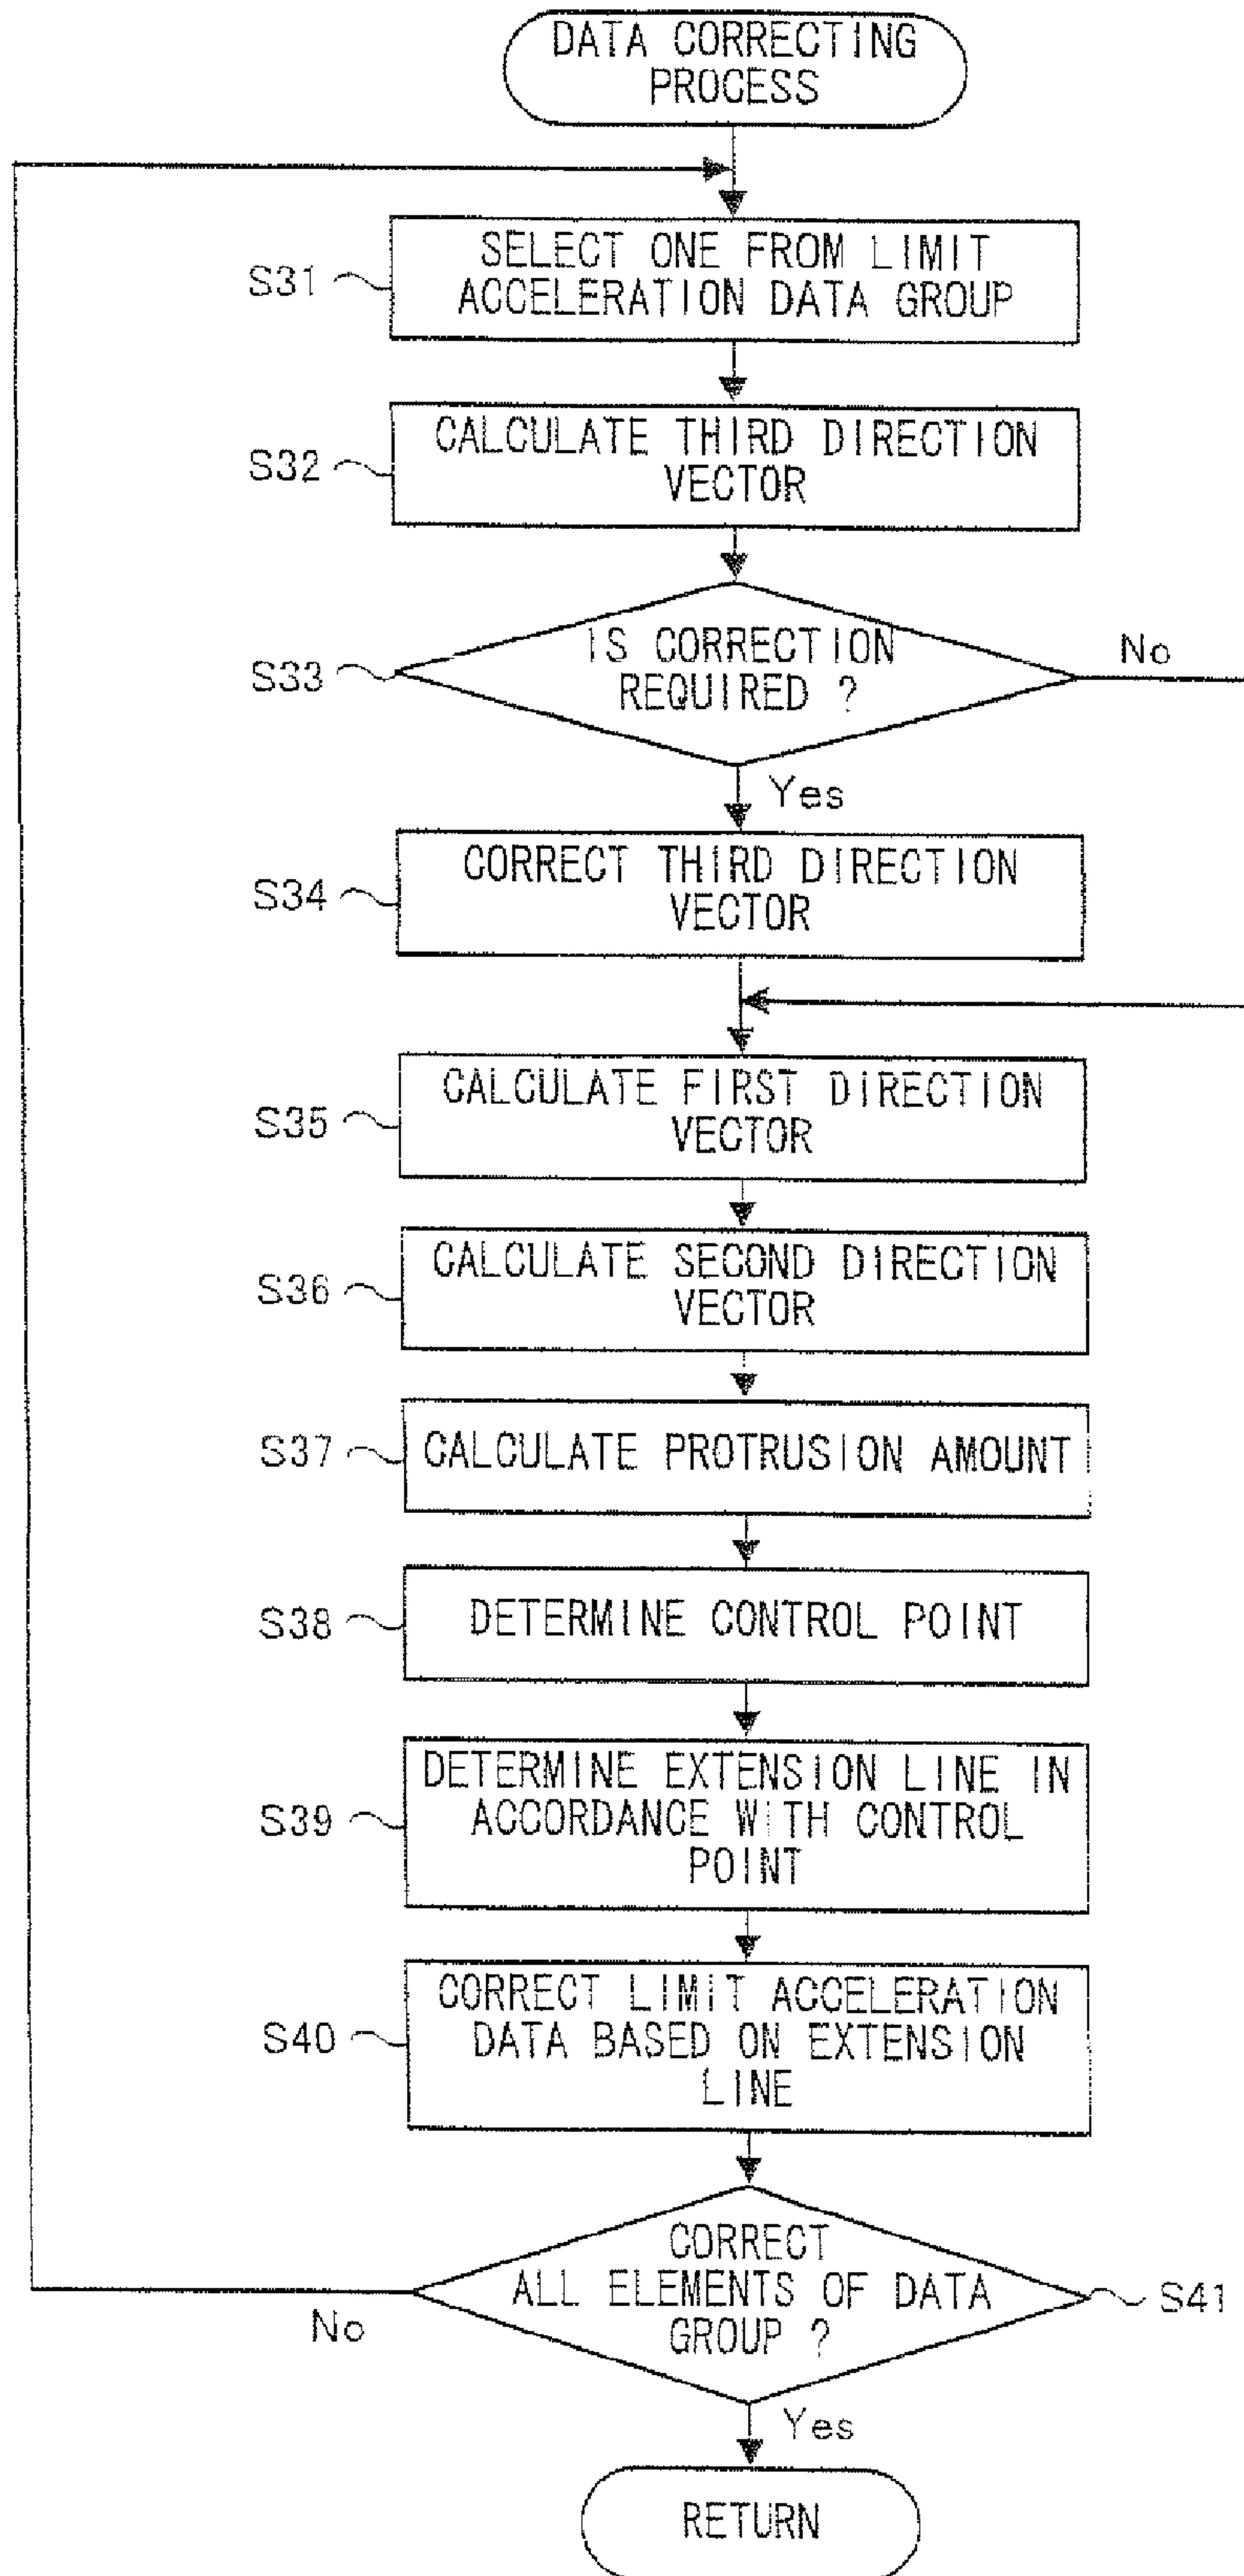 DATA CORRECTING
PROCESS
S31
SELECT ONE FROM LIMIT
ACCELERATION DATA GROUP
S32
CALCULATE THIRD DIRECTION
VECTOR
S33
IS CORRECTION
REQUIRED ?
No
Yes
S34
CORRECT THIRD DIRECTION
VECTOR
S35
CALCULATE FIRST DIRECTION
VECTOR
S36
CALCULATE SECOND DIRECTION
VECTOR
S37
CALCULATE PROTRUSION AMOUNT
S38
DETERMINE CONTROL POINT
S39
DETERMINE EXTENSION LINE IN
ACCORDANCE WITH CONTROL
POINT
S40
CORRECT LIMIT ACCELERATION
DATA BASED ON EXTENSION
LINE
CORRECT
ALL ELEMENTS OF DATA
GROUP ?
S41
No
Yes
RETURN